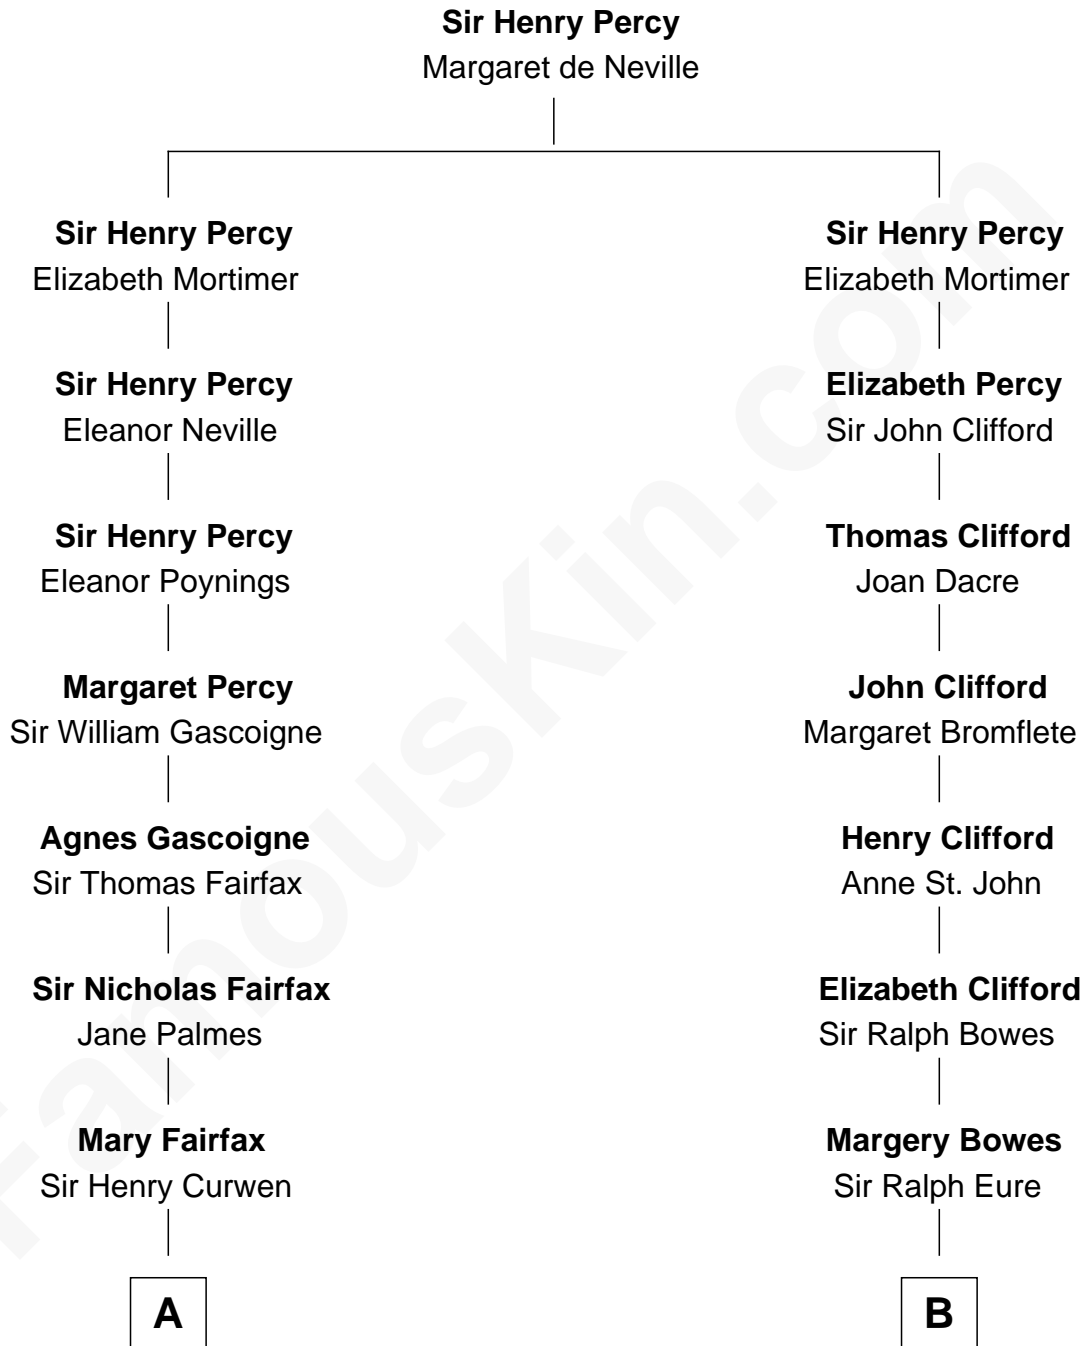 Sir Henry Percy
Margaret de Neville
Sir Henry Percy
Elizabeth Mortimer
Sir Henry Percy
Eleanor Neville
Sir Henry Percy
Eleanor Poynings
Margaret Percy
Sir William Gascoigne
Agnes Gascoigne
Sir Thomas Fairfax
Sir Nicholas Fairfax
Jane Palmes
Mary Fairfax
Sir Henry Curwen
A
Sir Henry Percy
Elizabeth Mortimer
Elizabeth Percy
Sir John Clifford
Thomas Clifford
Joan Dacre
John Clifford
Margaret Bromflete
Henry Clifford
Anne St. John
Elizabeth Clifford
Sir Ralph Bowes
Margery Bowes
Sir Ralph Eure
B
FamousKin.com